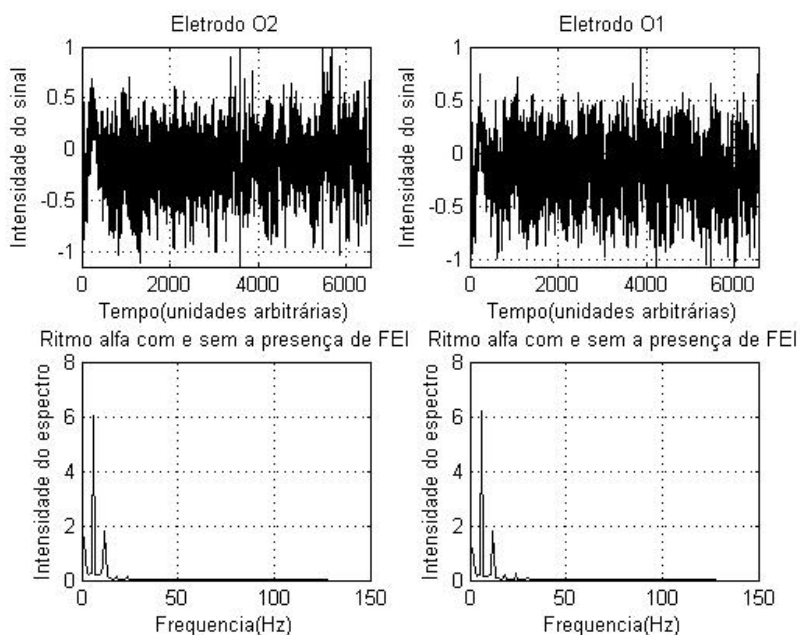 Eletrodo O2
Intensidade do sinal
1
0.5
0
-0.5
-1
0 2000 4000 6000
Tempo(unidades arbitrárias)
Eletrodo O1
Intensidade do sinal
1
0.5
0
-0.5
-1
0 2000 4000 6000
Tempo(unidades arbitrárias)
Ritmo alfa com e sem a presença de FEI
Intensidade do espectro
8
6
4
2
0
0 50 100 150
Frequencia(Hz)
Ritmo alfa com e sem a presença de FEI
Intensidade do espectro
8
6
4
2
0
0 50 100 150
Frequencia(Hz)